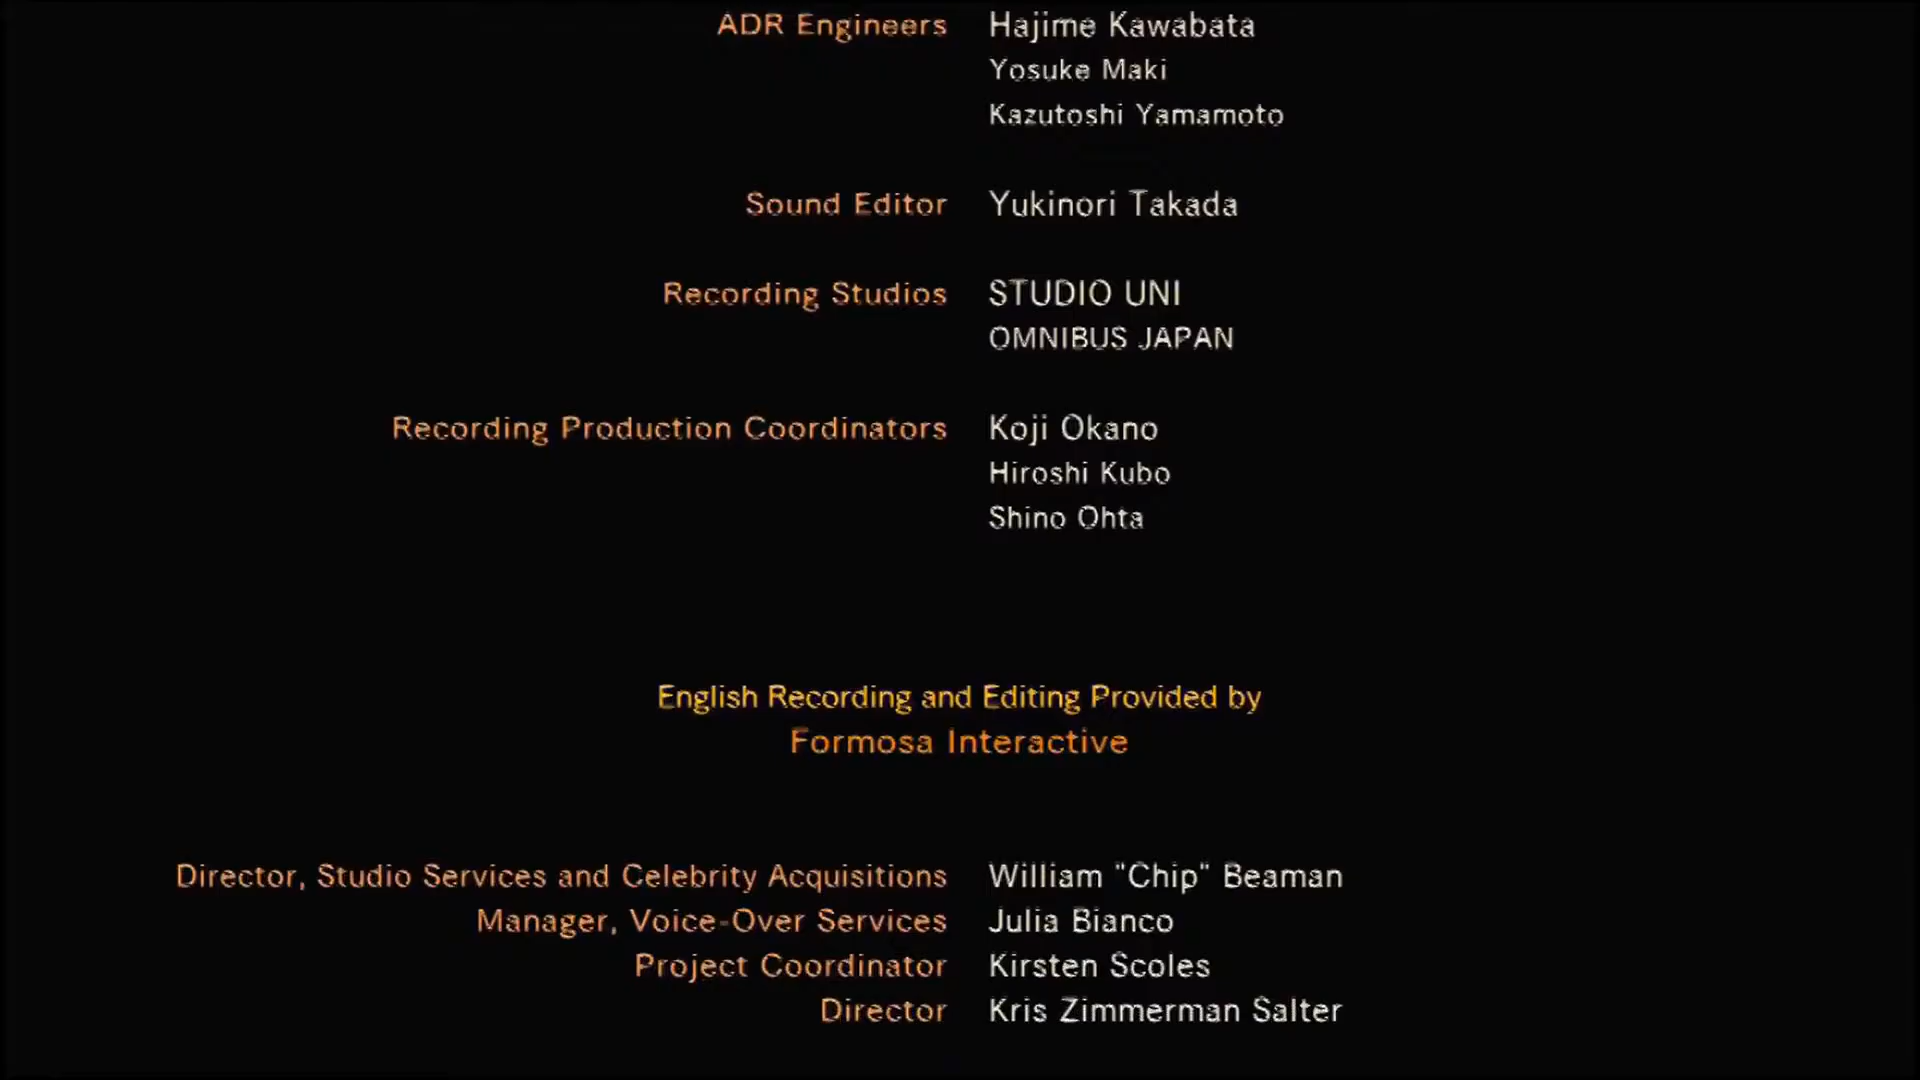 ADR Engineers Hajime Kawabata
Yosuke Maki
Kazutoshi Yamamoto
Sound Editor Yukinori Takada
Recording Studios STUDIO UNI
OMNIBUS JAPAN
Recording Production Coordinators Koji Okano
Hiroshi Kubo
Shino Ohta
English Recording and Editing Provided by
Formosa Interactive
Director, Studio Services and Celebrity Acquisitions William "Chip" Beaman
Manager, Voice-Over Services Julia Bianco
Project Coordinator Kirsten Scoles
Director Kris Zimmerman Salter